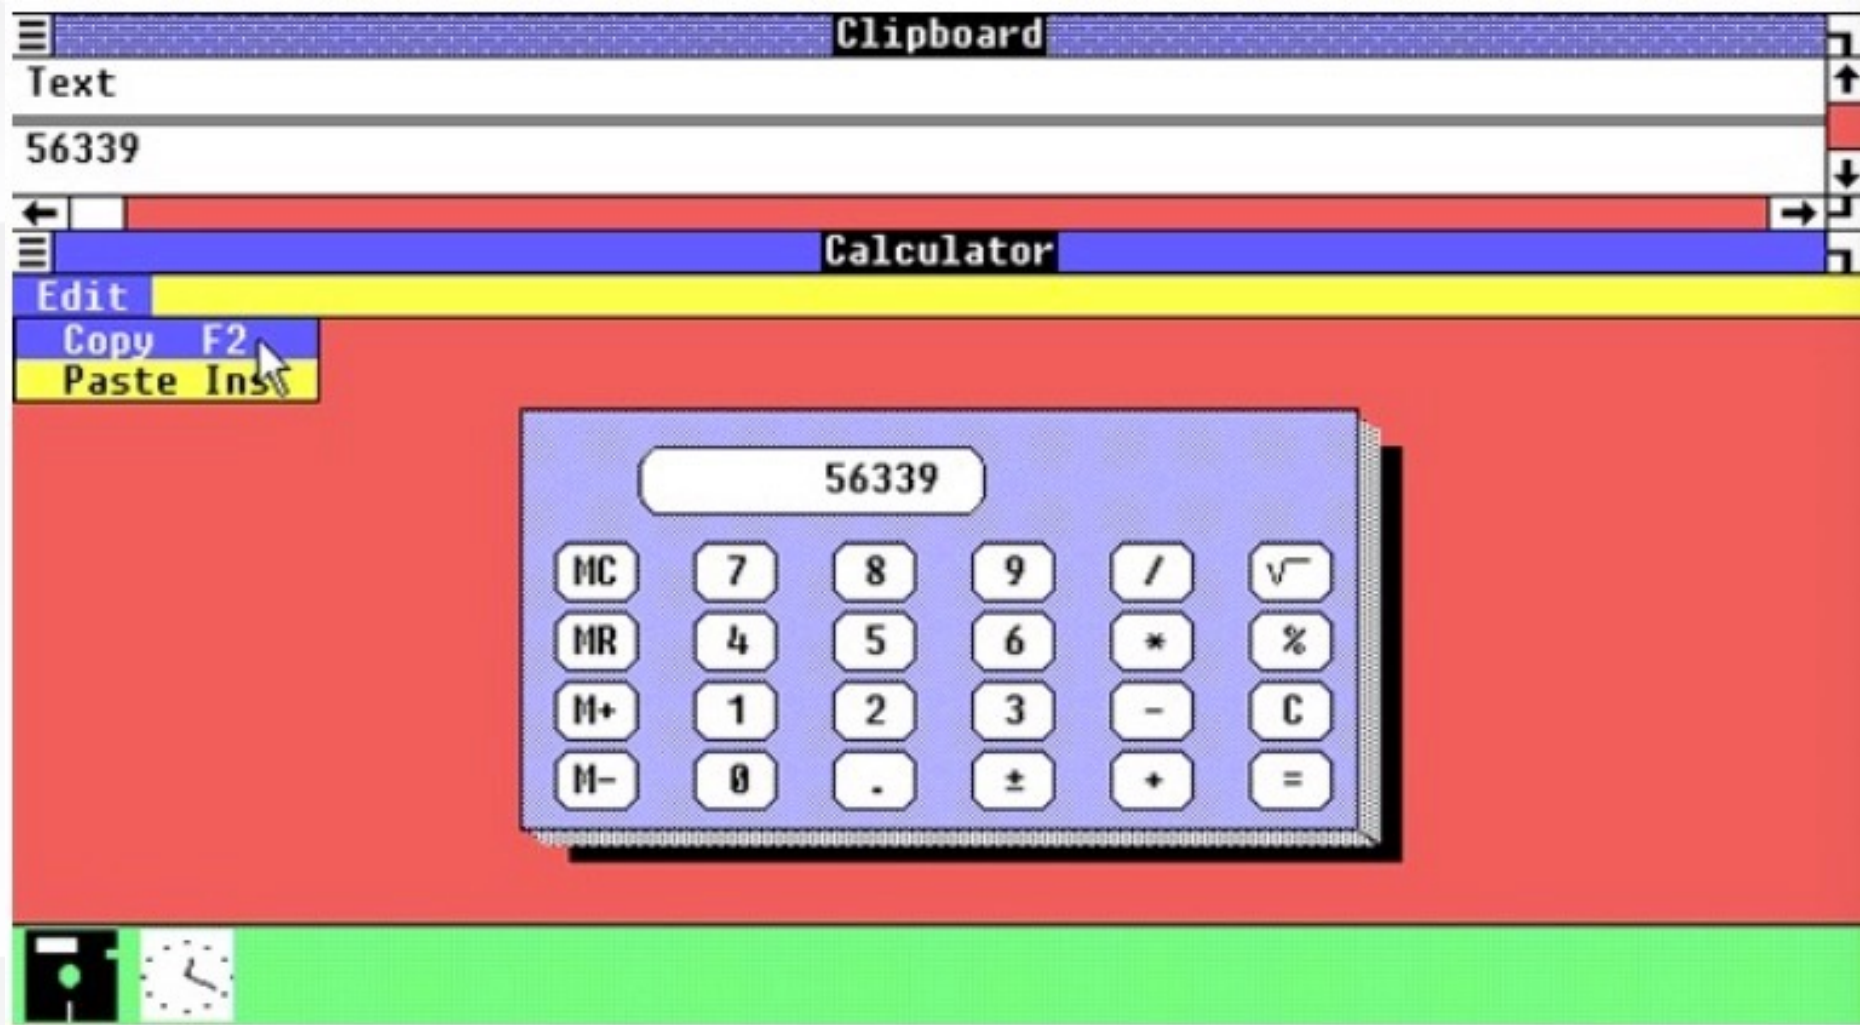 Clipboard
Text
56339
Calculator
Edit
Copy F2
Paste Ins
56339
MC 7 8 9 / √
MR 4 5 6 * %
M+ 1 2 3 - C
M- 0 . ± + =